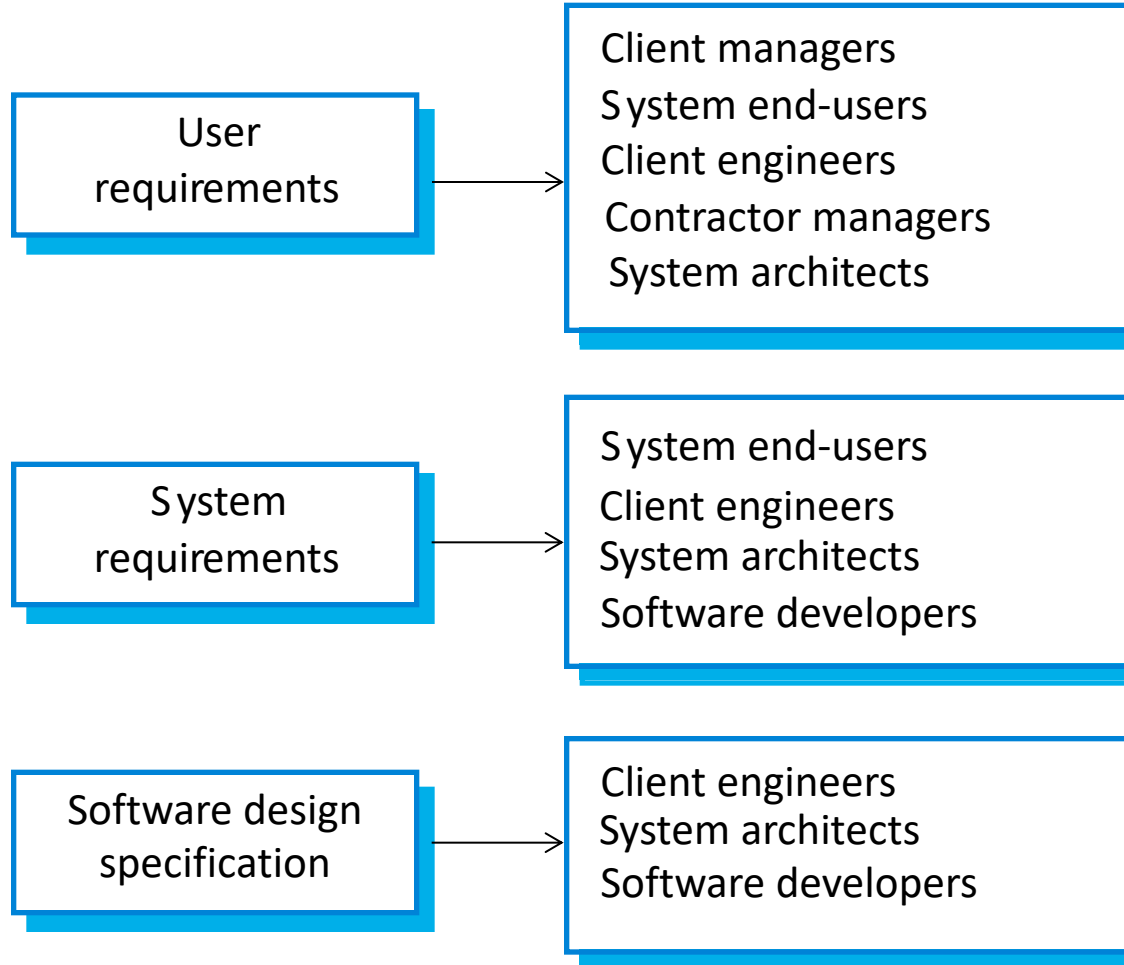 User
requirements
Client managers
System end-users
Client engineers
Contractor managers
System architects
System
requirements
System end-users
Client engineers
System architects
Software developers
Software design
specification
Client engineers
System architects
Software developers